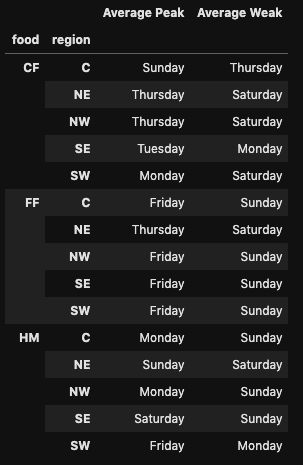 Average Peak Average Weak
food region
CF C Sunday Thursday
NE Thursday Saturday
NW Thursday Saturday
SE Tuesday Monday
SW Monday Saturday
FF C Friday Sunday
NE Thursday Saturday
NW Friday Sunday
SE Friday Sunday
SW Friday Sunday
HM C Monday Sunday
NE Sunday Saturday
NW Monday Sunday
SE Saturday Sunday
SW Friday Monday